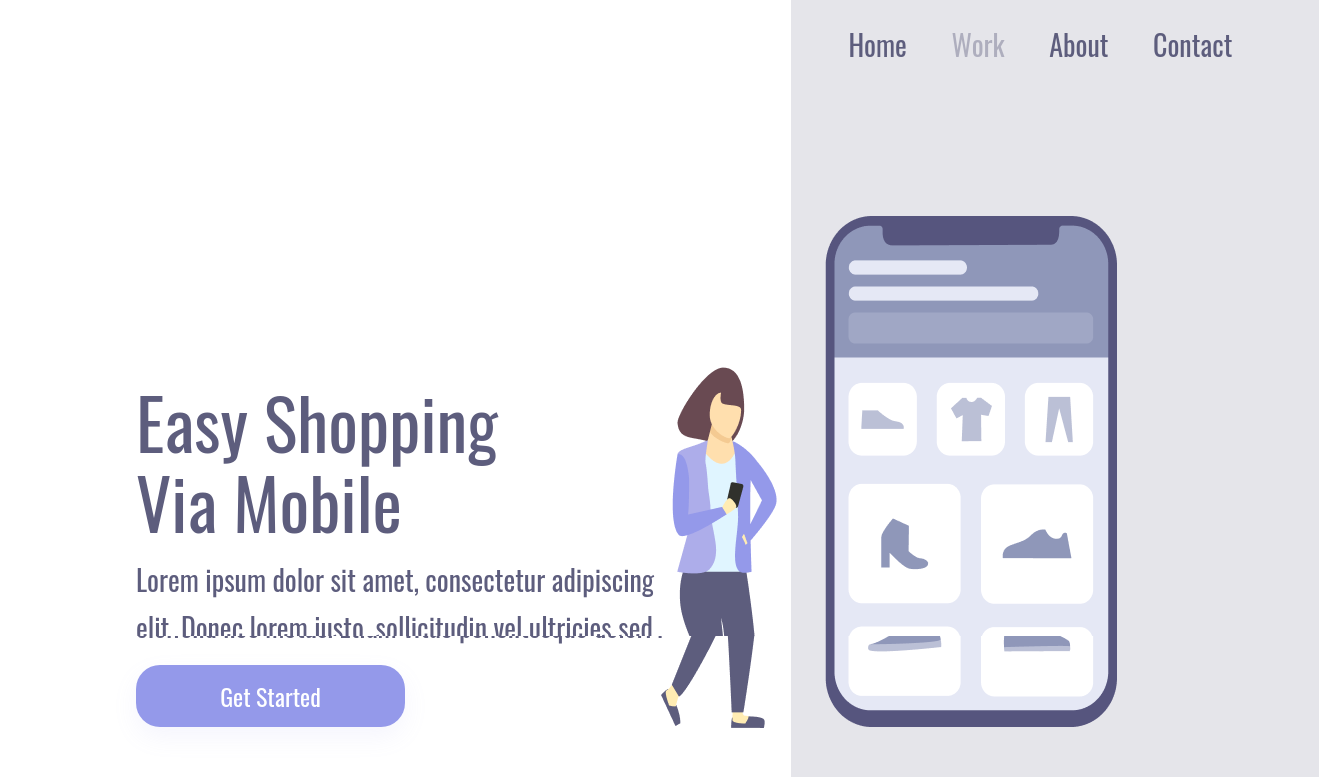 Home Work About Contact
Easy Shopping
Via Mobile
Lorem ipsum dolor sit amet, consectetur adipiscing
elit. Donec lorem justo, sollicitudin vel ultricies sed.
Get Started